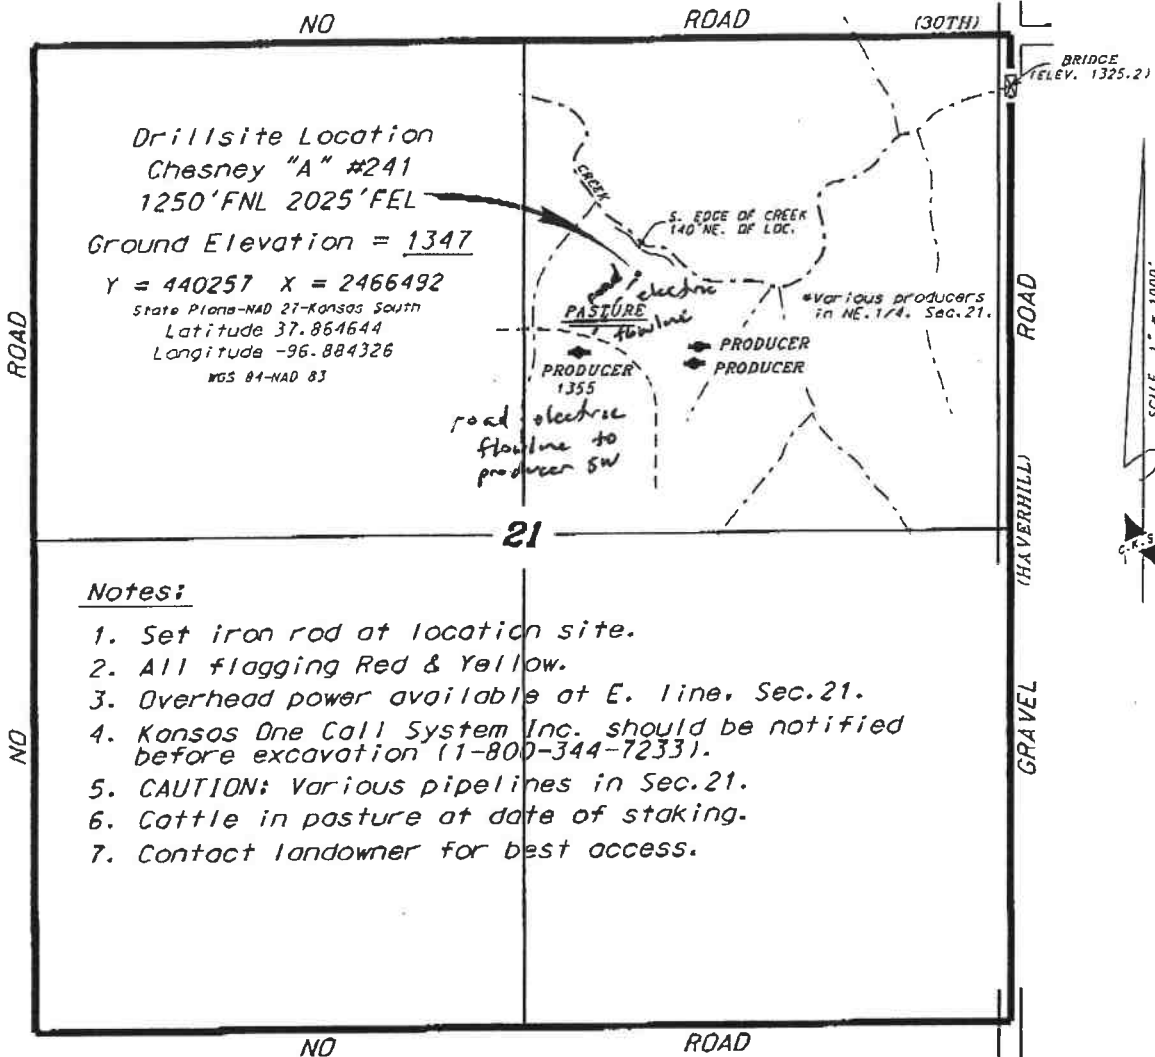 NO ROAD (30TH)
BRIDGE
(ELEV. 1325.2)
Drillsite Location
Chesney "A" #241
1250'FNL 2025'FEL
Ground Elevation = 1347
Y = 440257 X = 2466492
State Plane-NAD 27-Kansas South
Latitude 37.864644
Longitude -96.884326
WGS 84-NAD 83
CREEK
S. EDGE OF CREEK
140'NE. OF LOC.
road electric
PASTURE
flowline
*Various producers
in NE.1/4. Sec.21.
PRODUCER
PRODUCER
PRODUCER
1355
road electric
flowline to
producer SW
ROAD
NO
ROAD
(HAVERHILL)
GRAVEL
SCALE 1" = 1000'
C.K.S
21
Notes:
1. Set iron rod at location site.
2. All flagging Red & Yellow.
3. Overhead power available at E. line, Sec.21.
4. Kansas One Call System Inc. should be notified
before excavation (1-800-344-7233).
5. CAUTION: Various pipelines in Sec.21.
6. Cattle in pasture at date of staking.
7. Contact landowner for best access.
NO ROAD